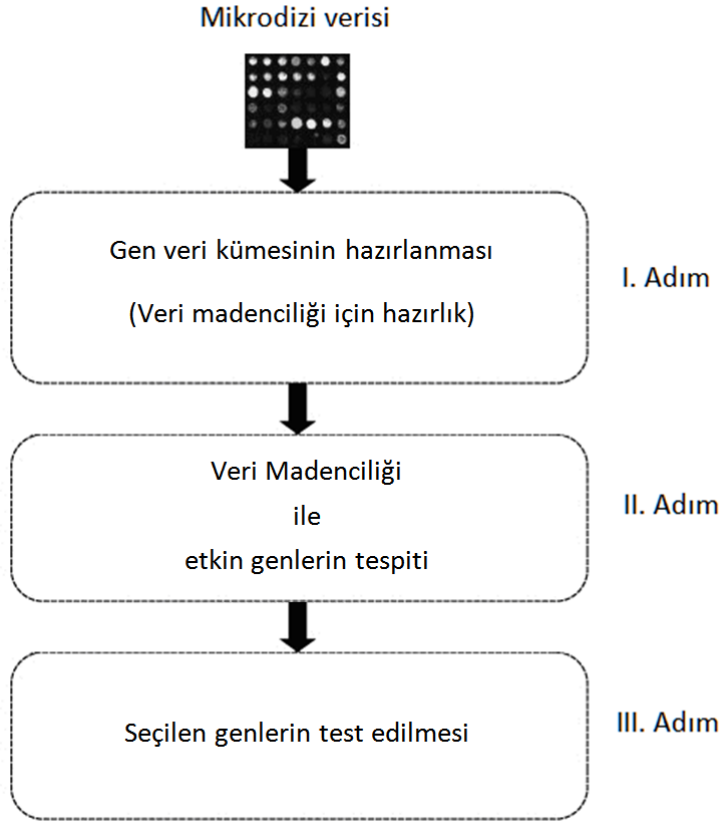 Mikrodizi verisi
Gen veri kümesinin hazırlanması
(Veri madenciliği için hazırlık)
I. Adım
Veri Madenciliği
ile
etkin genlerin tespiti
II. Adım
Seçilen genlerin test edilmesi
III. Adım